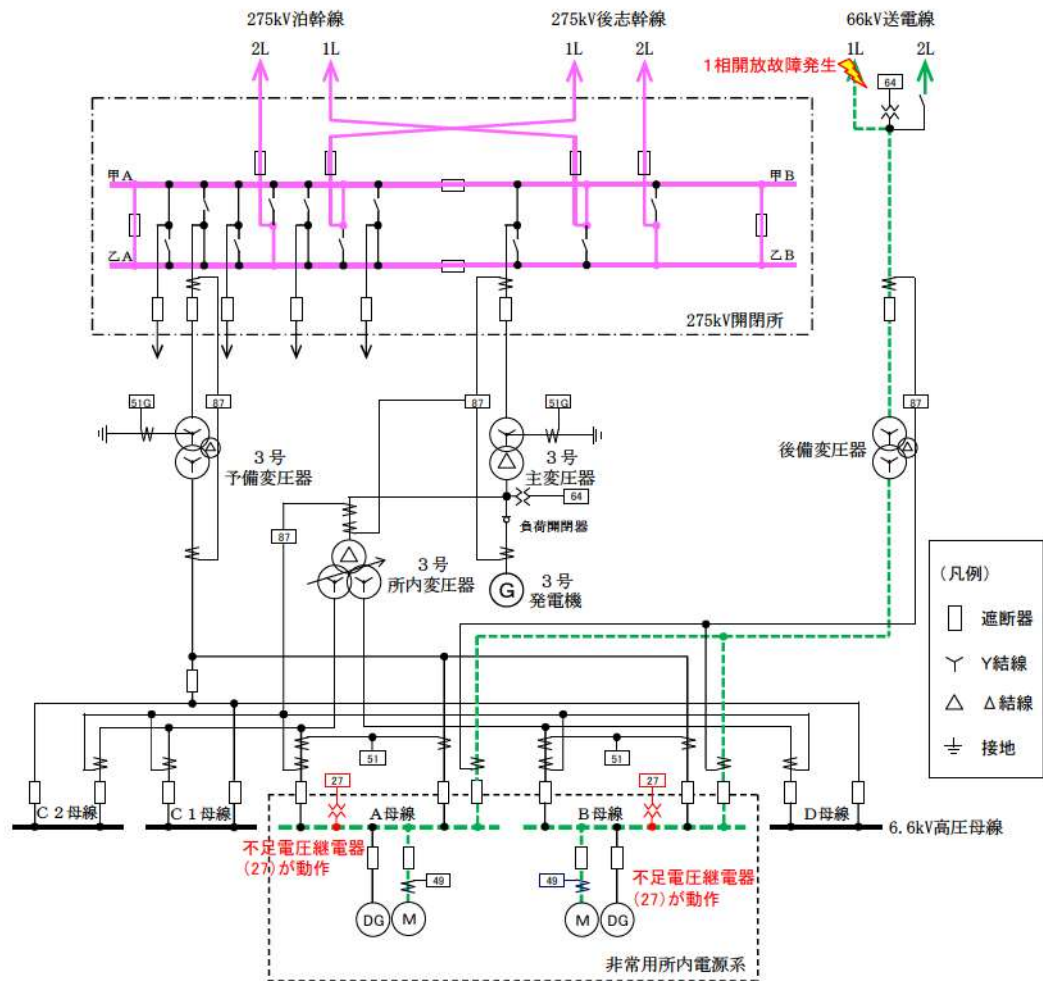 275kV泊幹線
275kV後志幹線
66kV送電線
2L
1L
1L
2L
1L
2L
1相開放故障発生
64
甲A
甲B
乙A
乙B
275kV開閉所
51G
87
87
51G
87
3号
予備変圧器
3号
主変圧器
後備変圧器
64
負荷開閉器
87
3号
所内変圧器
G
3号
発電機
(凡例)
遮断器
Y結線
Δ結線
接地
51
51
27
27
C2母線
C1母線
A母線
B母線
D母線
6.6kV高圧母線
不足電圧継電器
(27)が動作
不足電圧継電器
(27)が動作
49
49
DG
M
M
DG
非常用所内電源系